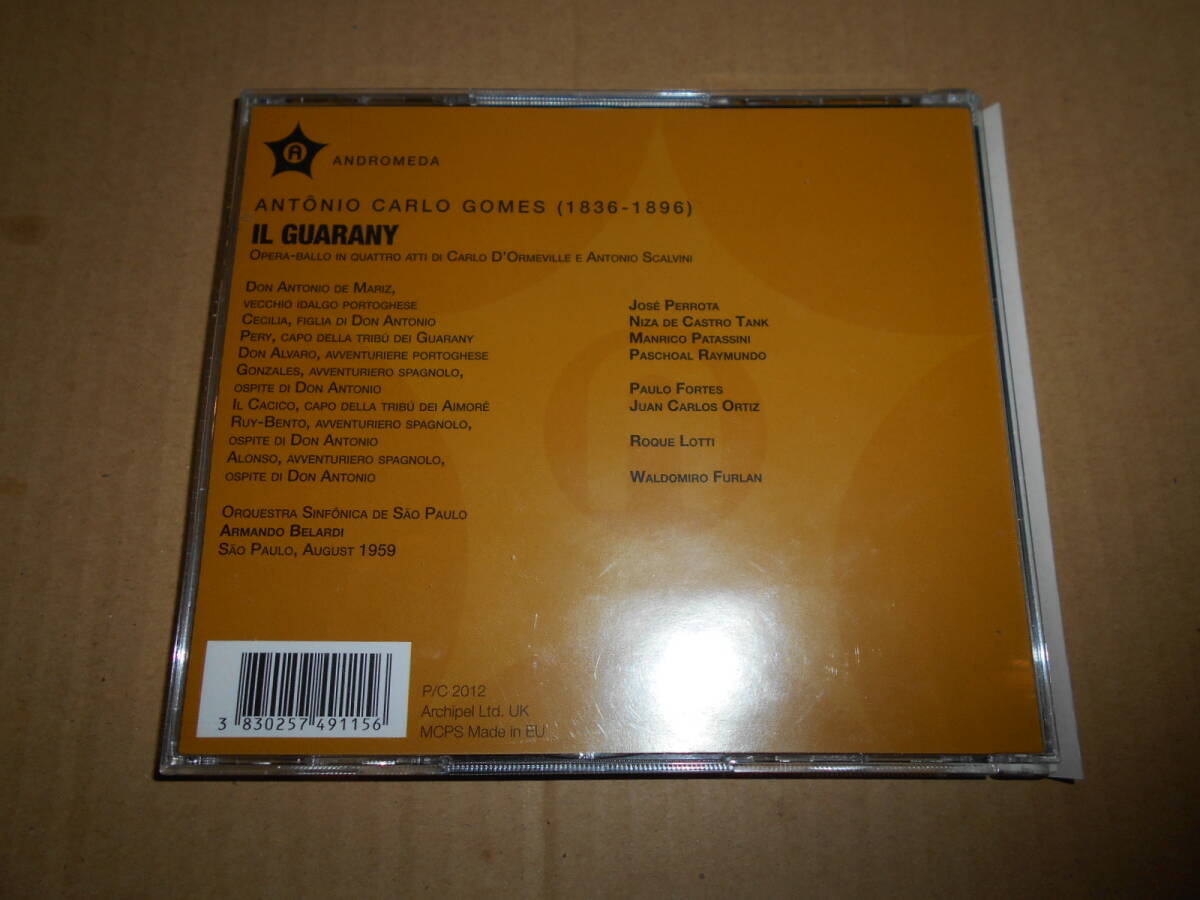 ANDROMEDA
ANTÔNIO CARLO GOMES (1836-1896)
IL GUARANY
OPERA-BALLO IN QUATTRO ATTI DI CARLO D'ORMEVILLE E ANTONIO SCALVINI
DON ANTONIO DE MARIZ,
VECCHIO IDALGO PORTOGHESE JOSÉ PERROTA
CECILIA, FIGLIA DI DON ANTONIO NIZA DE CASTRO TANK
PERY, CAPO DELLA TRIBÚ DEI GUARANY MANRICO PATASSINI
DON ALVARO, AVVENTURIERE PORTOGHESE PASCHOAL RAYMUNDO
GONZALES, AVVENTURIERO SPAGNOLO,
OSPITE DI DON ANTONIO PAULO FORTES
IL CACICO, CAPO DELLA TRIBÚ DEI AIMORÉ JUAN CARLOS ORTIZ
RUY-BENTO, AVVENTURIERO SPAGNOLO,
OSPITE DI DON ANTONIO ROQUE LOTTI
ALONSO, AVVENTURIERO SPAGNOLO,
OSPITE DI DON ANTONIO WALDOMIRO FURLAN
ORQUESTRA SINFÔNICA DE SÃO PAULO
ARMANDO BELARDI
SÃO PAULO, AUGUST 1959
3 830257 491156
P/C 2012
Archipel Ltd. UK
MCPS Made in EU